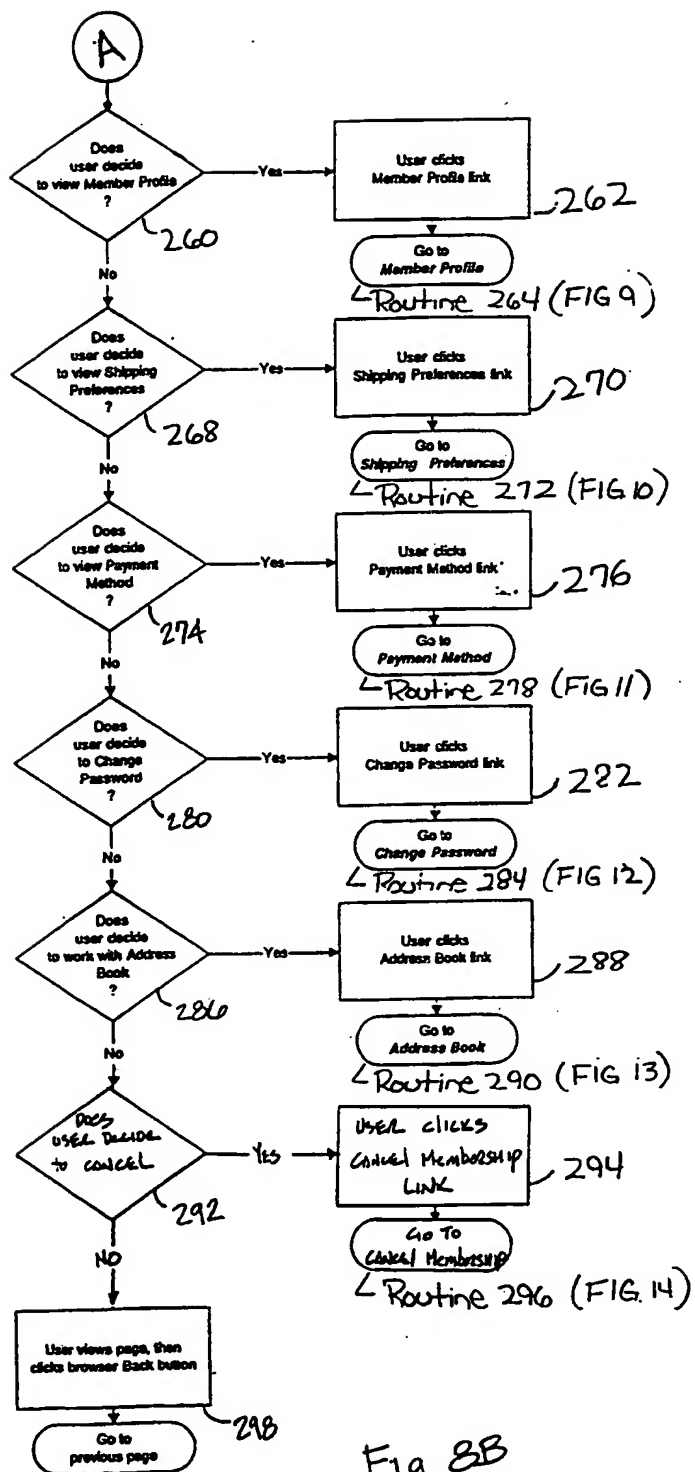 A
Does
user decide
to view Member Profile
?
260
Yes
User clicks
Member Profile link
262
Go to
Member Profile
Routine 264 (FIG 9)
No
Does
user decide
to view Shipping
Preferences
?
268
Yes
User clicks
Shipping Preferences link
270
Go to
Shipping Preferences
Routine 272 (FIG 10)
No
Does
user decide
to view Payment
Method
?
274
Yes
User clicks
Payment Method link
276
Go to
Payment Method
Routine 278 (FIG 11)
No
Does
user decide
to Change
Password
?
280
Yes
User clicks
Change Password link
282
Go to
Change Password
Routine 284 (FIG 12)
No
Does
user decide
to work with Address
Book
?
286
Yes
User clicks
Address Book link
288
Go to
Address Book
Routine 290 (FIG 13)
No
DOES
USER DECIDE
to CANCEL
292
YES
USER CLICKS
CANCEL MEMBERSHIP
LINK
294
GO TO
CANCEL MEMBERSHIP
Routine 296 (FIG. 14)
NO
User views page, then
clicks browser Back button
298
Go to
previous page
Fig 8B